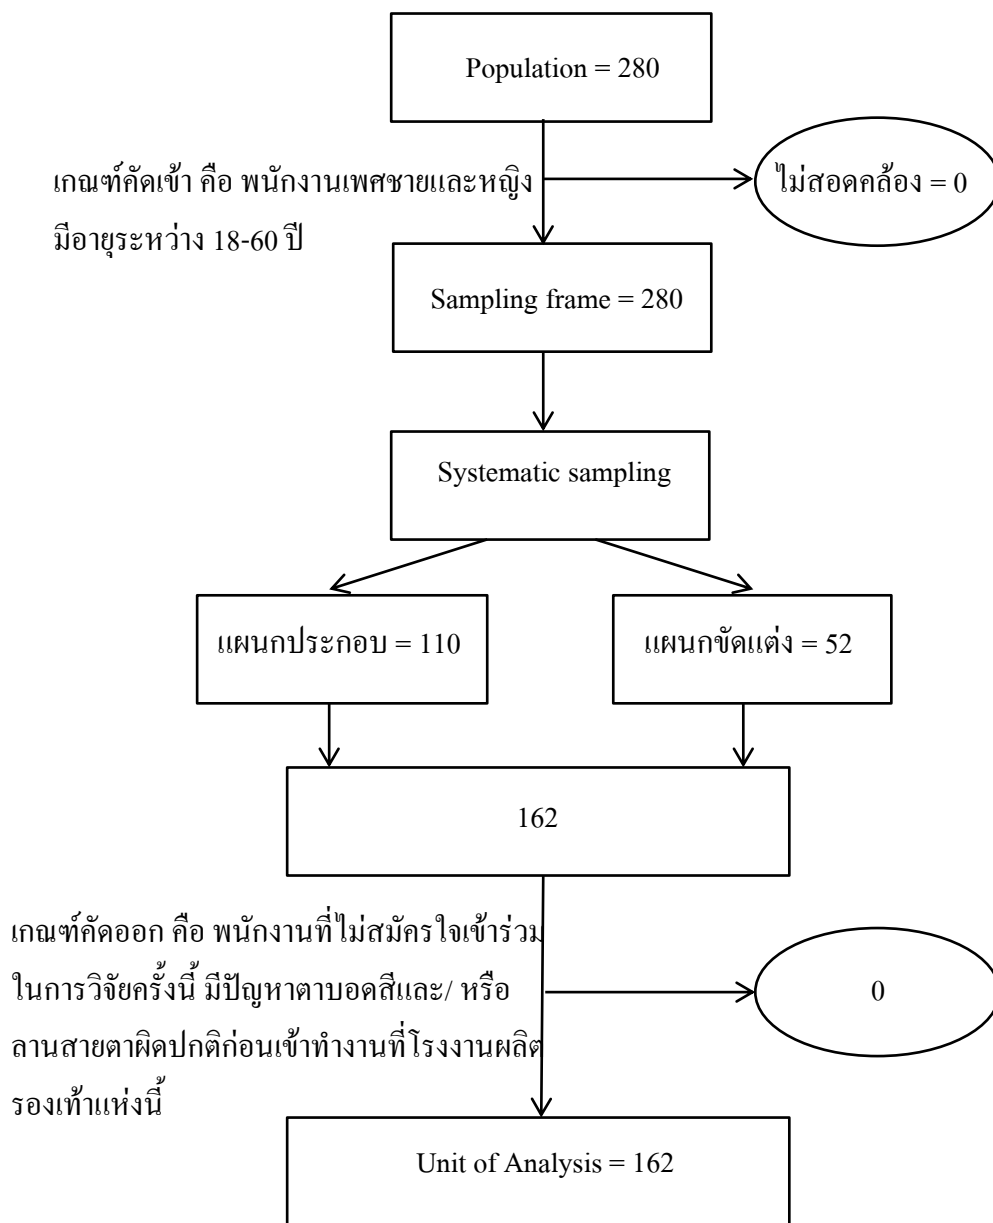 Population = 280
เกณฑ์คัดเข้า คือ พนักงานเพศชายและหญิง
มีอายุระหว่าง 18-60 ปี
ไม่สอดคล้อง = 0
Sampling frame = 280
Systematic sampling
แผนกประกอบ = 110
แผนกขัดแต่ง = 52
162
เกณฑ์คัดออก คือ พนักงานที่ไม่สมัครใจเข้าร่วม
ในการวิจัยครั้งนี้ มีปัญหาตาบอดสีและ/ หรือ
ลานสายตาผิดปกติก่อนเข้าทำงานที่โรงงานผลิต
รองเท้าแห่งนี้
0
Unit of Analysis = 162